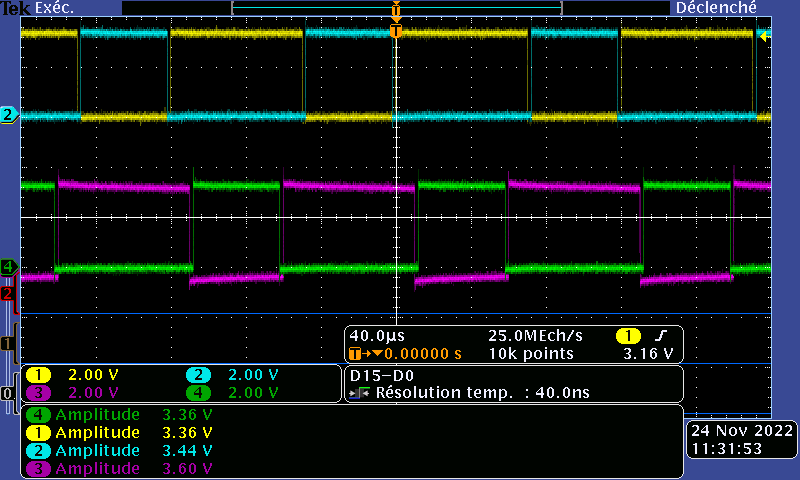 Tek Exéc. Déclenché
T
T
2
4
2
1
0
40.0µs 25.0MEch/s 1
T→▼0.00000 s 10k points 3.16 V
1 2.00 V 2 2.00 V
3 2.00 V 4 2.00 V
D15–D0
Résolution temp. : 40.0ns
4 Amplitude 3.36 V
1 Amplitude 3.36 V
2 Amplitude 3.44 V
3 Amplitude 3.60 V
24 Nov 2022
11:31:53